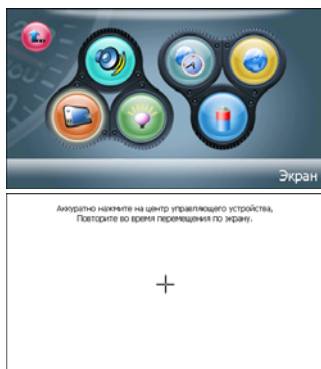 Экран
Аккуратно нажмите на центр управляющего устройства,
Повторите во время перемещения по экрану.